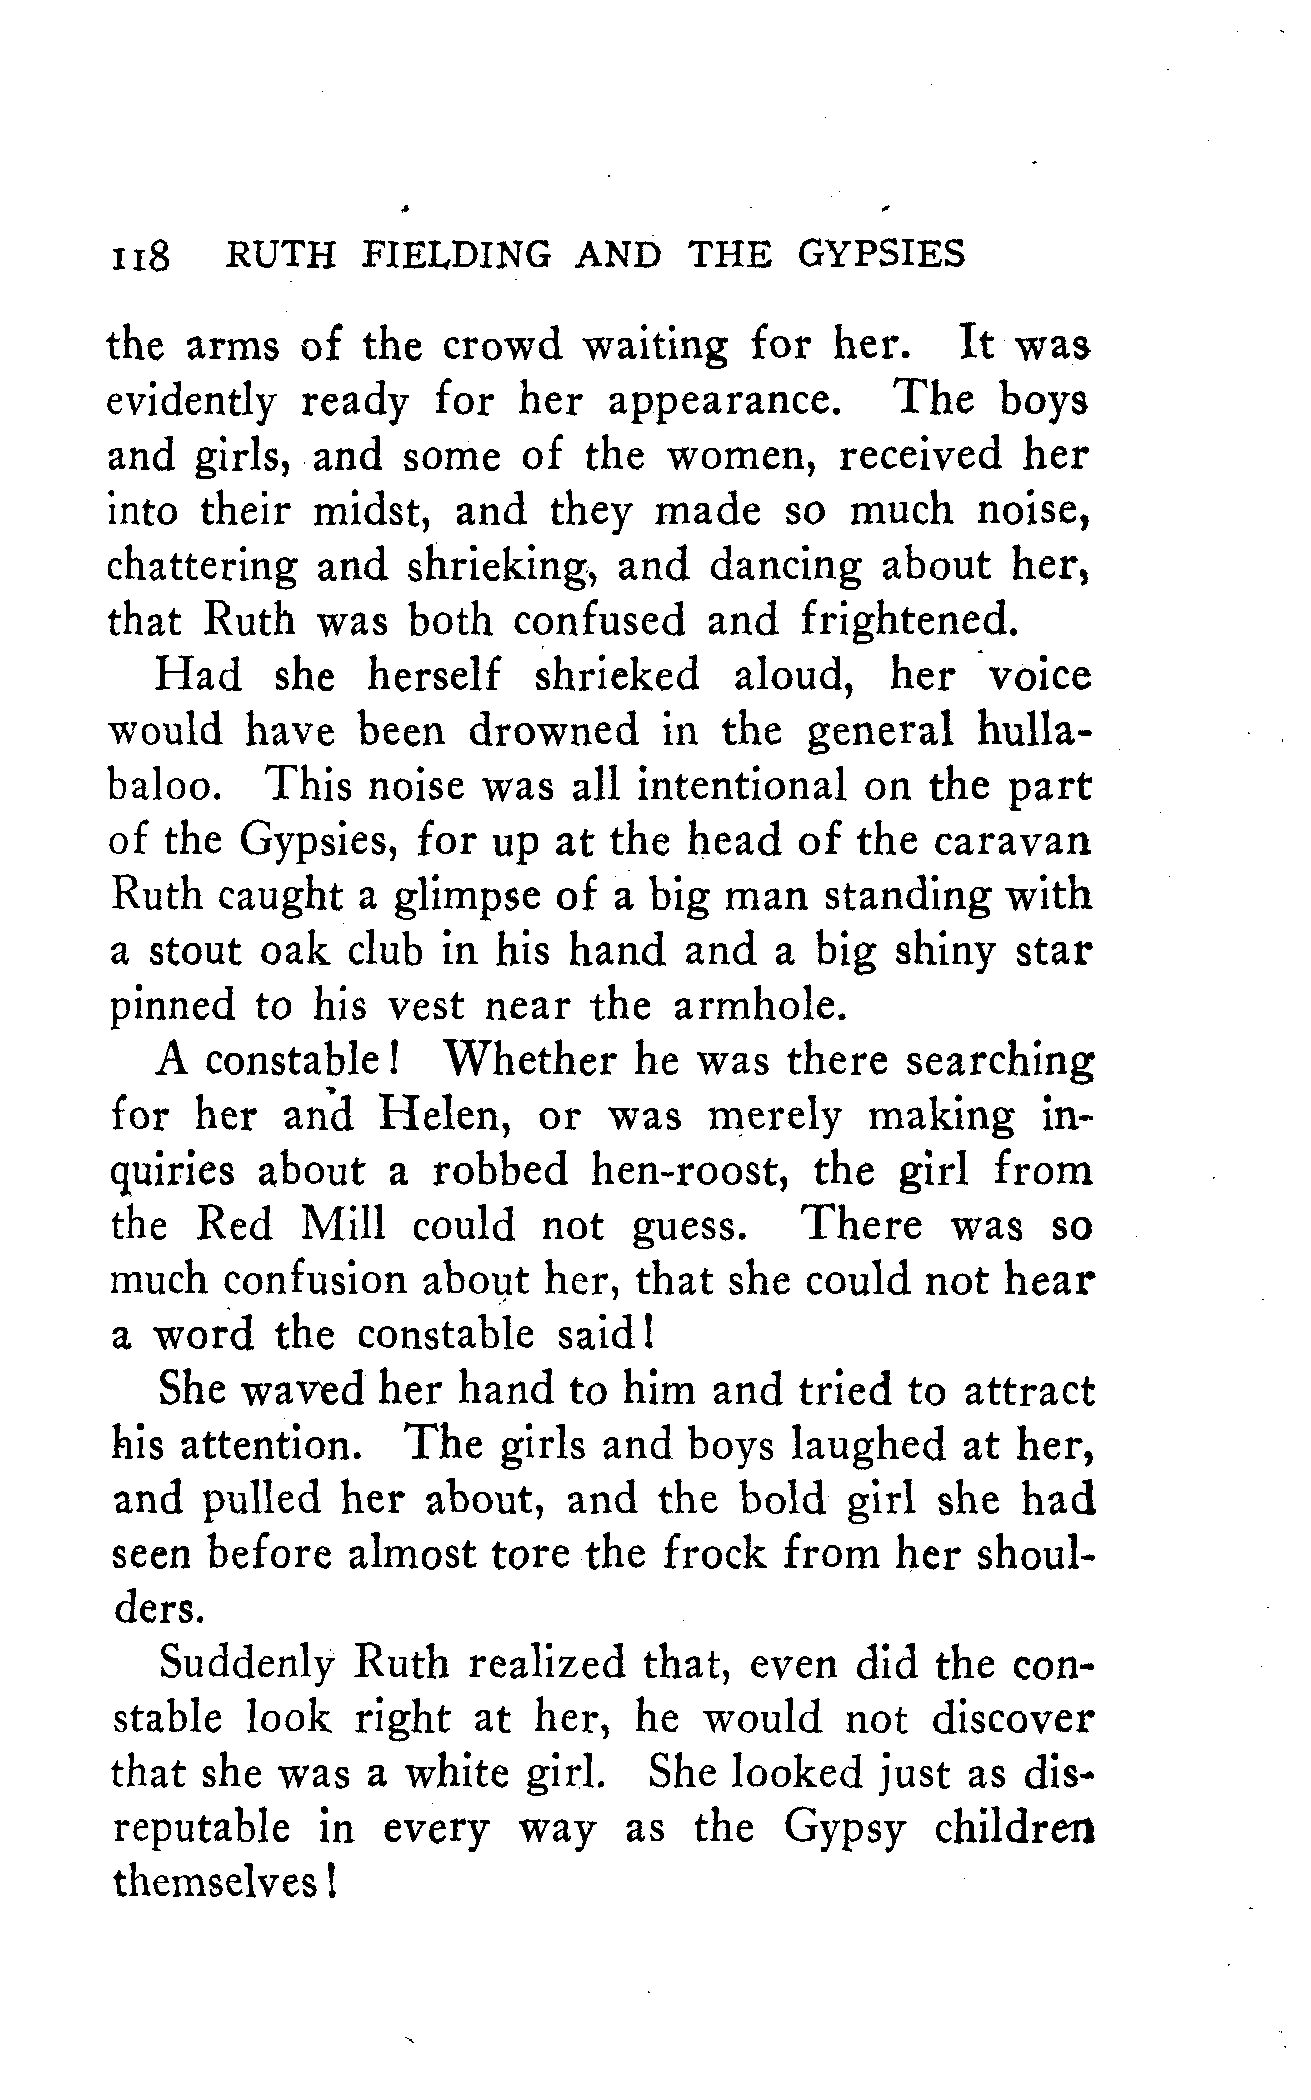 118 RUTH FIELDING AND THE GYPSIES
the arms of the crowd waiting for her. It was
evidently ready for her appearance. The boys
and girls, and some of the women, received her
into their midst, and they made so much noise,
chattering and shrieking, and dancing about her,
that Ruth was both confused and frightened.
Had she herself shrieked aloud, her voice
would have been drowned in the general hulla-
baloo. This noise was all intentional on the part
of the Gypsies, for up at the head of the caravan
Ruth caught a glimpse of a big man standing with
a stout oak club in his hand and a big shiny star
pinned to his vest near the armhole.
A constable! Whether he was there searching
for her and Helen, or was merely making in-
quiries about a robbed hen-roost, the girl from
the Red Mill could not guess. There was so
much confusion about her, that she could not hear
a word the constable said!
She waved her hand to him and tried to attract
his attention. The girls and boys laughed at her,
and pulled her about, and the bold girl she had
seen before almost tore the frock from her shoul-
ders.
Suddenly Ruth realized that, even did the con-
stable look right at her, he would not discover
that she was a white girl. She looked just as dis-
reputable in every way as the Gypsy children
themselves!